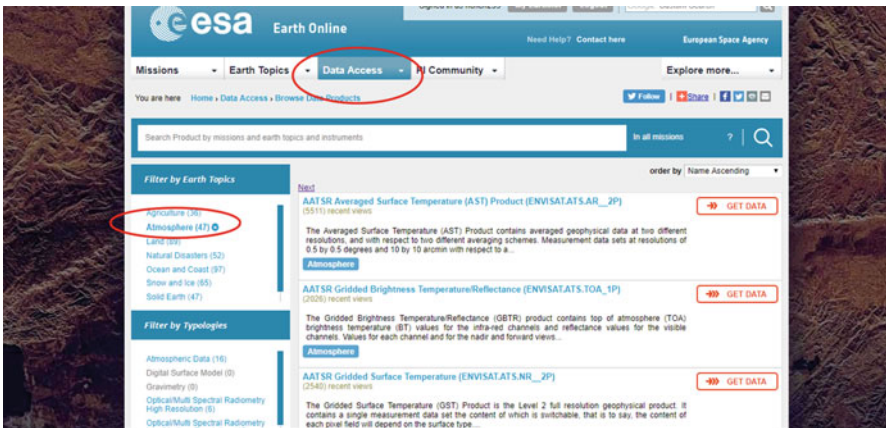 esa Earth Online
Need Help? Contact here
European Space Agency
Missions
Earth Topics
Data Access
PI Community
Explore more...
You are here Home › Data Access › Browse Data Products
Follow
Share
Search Product by missions and earth topics and instruments
In all missions
?
order by Name Ascending
Filter by Earth Topics
Agriculture (36)
Atmosphere (47)
Land (89)
Natural Disasters (52)
Ocean and Coast (97)
Snow and Ice (65)
Solid Earth (47)
Filter by Typologies
Atmospheric Data (16)
Digital Surface Model (0)
Gravimetry (0)
Optical/Multi Spectral Radiometry
High Resolution (6)
Optical/Multi Spectral Radiometry
Next
AATSR Averaged Surface Temperature (AST) Product (ENVISAT.ATS.AR__2P)
(5511) recent views
GET DATA
The Averaged Surface Temperature (AST) Product contains averaged geophysical data at two different
resolutions, and with respect to two different averaging schemes. Measurement data sets at resolutions of
0.5 by 0.5 degrees and 10 by 10 arcmin with respect to a...
Atmosphere
AATSR Gridded Brightness Temperature/Reflectance (ENVISAT.ATS.TOA_1P)
(2026) recent views
GET DATA
The Gridded Brightness Temperature/Reflectance (GBTR) product contains top of atmosphere (TOA)
brightness temperature (BT) values for the infra-red channels and reflectance values for the visible
channels. Values for each channel and for the nadir and forward views...
Atmosphere
AATSR Gridded Surface Temperature (ENVISAT.ATS.NR__2P)
(2540) recent views
GET DATA
The Gridded Surface Temperature (GST) Product is the Level 2 full resolution geophysical product. It
contains a single measurement data set the content of which is switchable, that is to say, the content of
each pixel field will depend on the surface type...